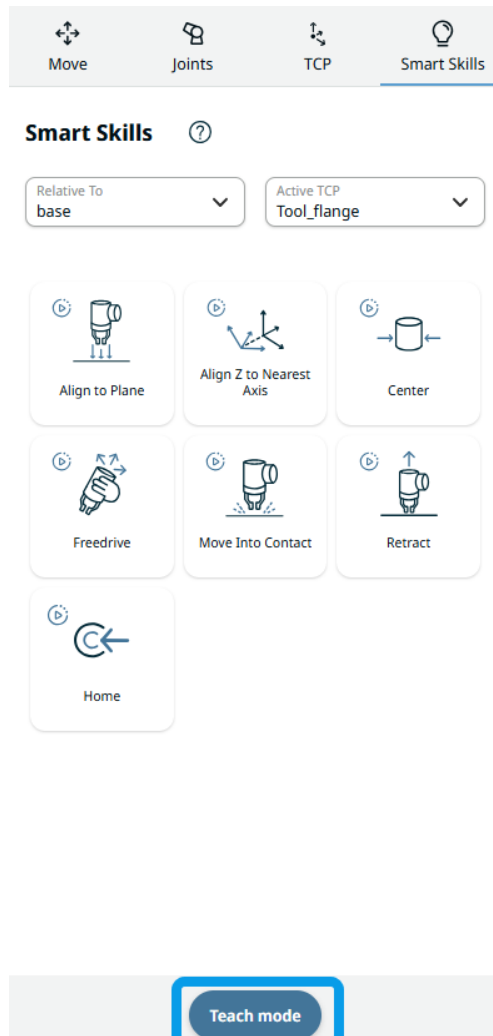 Move
Joints
TCP
Smart Skills
Smart Skills
Relative To
base
Active TCP
Tool_flange
Align to Plane
Align Z to Nearest
Axis
Center
Freedrive
Move Into Contact
Retract
Home
Teach mode